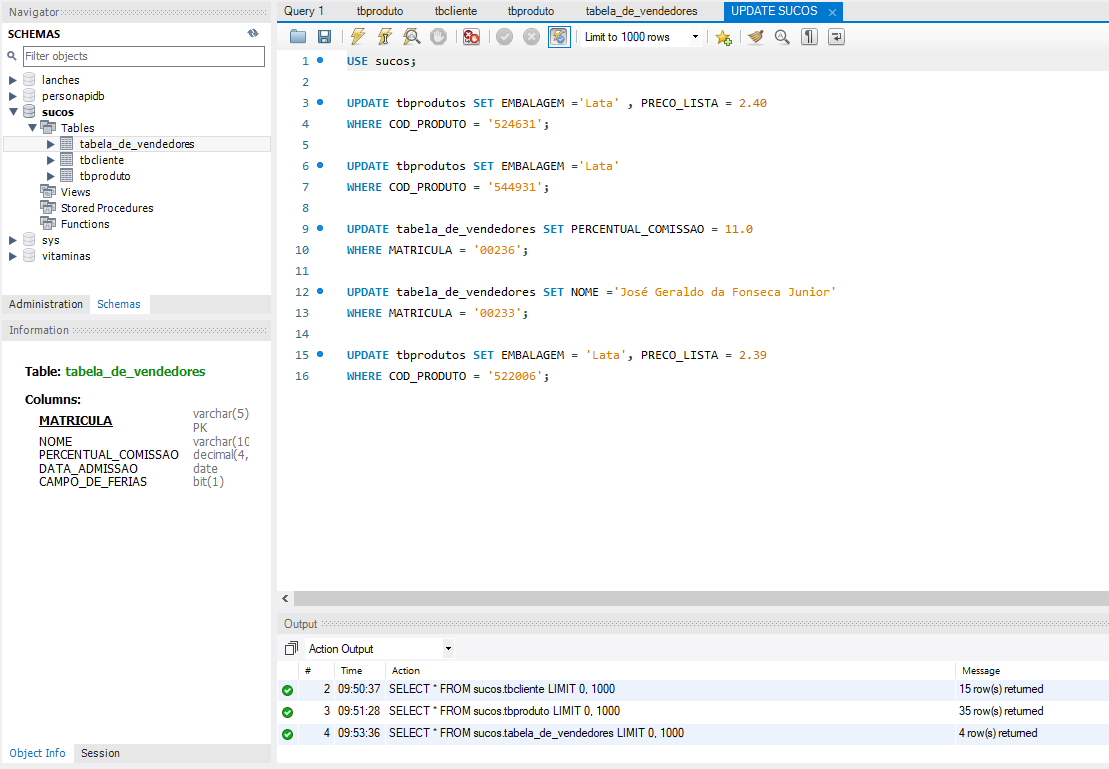 Navigator
SCHEMAS
Filter objects
lanches
personapidb
sucos
Tables
tabela_de_vendedores
tbcliente
tbproduto
Views
Stored Procedures
Functions
sys
vitaminas
Administration Schemas
Information
Table: tabela_de_vendedores
Columns:
MATRICULA varchar(5) PK
NOME varchar(10
PERCENTUAL_COMISSAO decimal(4,
DATA_ADMISSAO date
CAMPO_DE_FERIAS bit(1)
Object Info Session
Query 1 tbproduto tbcliente tbproduto tabela_de_vendedores UPDATE SUCOS
Limit to 1000 rows
1 USE sucos;
2
3 UPDATE tbprodutos SET EMBALAGEM ='Lata' , PRECO_LISTA = 2.40
4 WHERE COD_PRODUTO = '524631';
5
6 UPDATE tbprodutos SET EMBALAGEM ='Lata'
7 WHERE COD_PRODUTO = '544931';
8
9 UPDATE tabela_de_vendedores SET PERCENTUAL_COMISSAO = 11.0
10 WHERE MATRICULA = '00236';
11
12 UPDATE tabela_de_vendedores SET NOME ='José Geraldo da Fonseca Junior'
13 WHERE MATRICULA = '00233';
14
15 UPDATE tbprodutos SET EMBALAGEM = 'Lata', PRECO_LISTA = 2.39
16 WHERE COD_PRODUTO = '522006';
Output
Action Output
# Time Action Message
2 09:50:37 SELECT * FROM sucos.tbcliente LIMIT 0, 1000 15 row(s) returned
3 09:51:28 SELECT * FROM sucos.tbproduto LIMIT 0, 1000 35 row(s) returned
4 09:53:36 SELECT * FROM sucos.tabela_de_vendedores LIMIT 0, 1000 4 row(s) returned